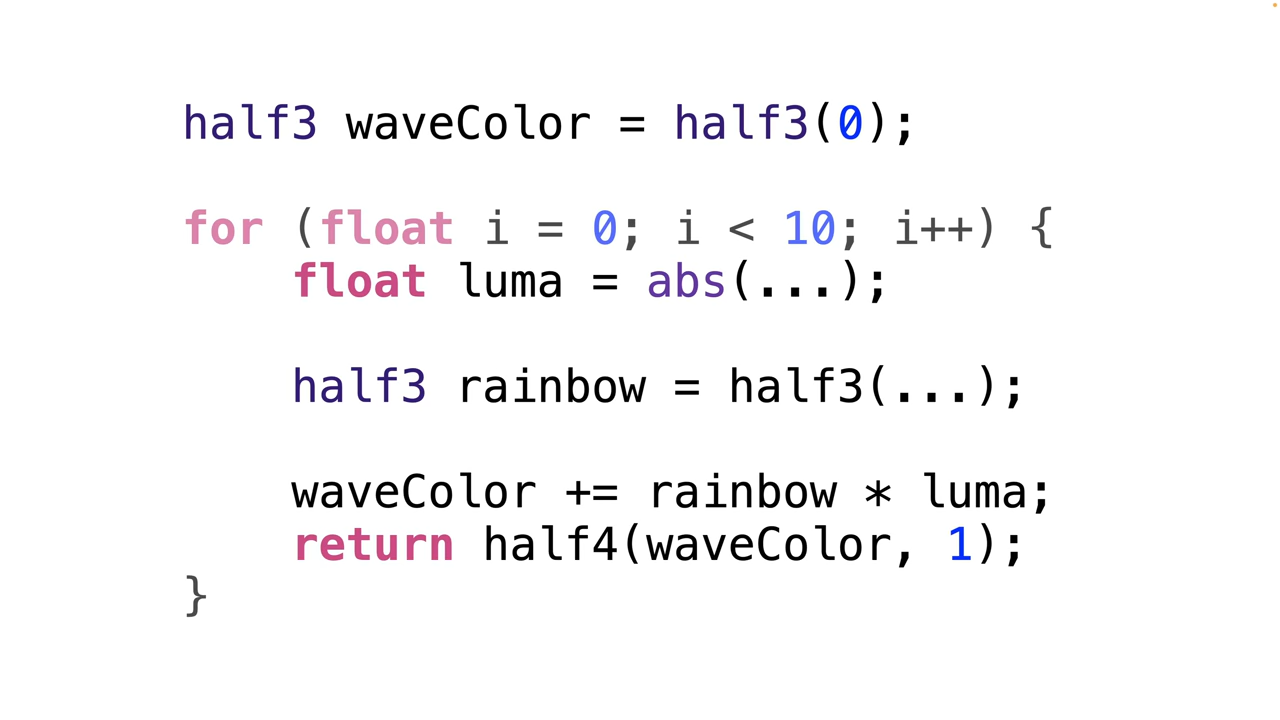 half3 waveColor = half3(0);
for (float i = 0; i < 10; i++) {
float luma = abs(...);
half3 rainbow = half3(...);
waveColor += rainbow * luma;
return half4(waveColor, 1);
}